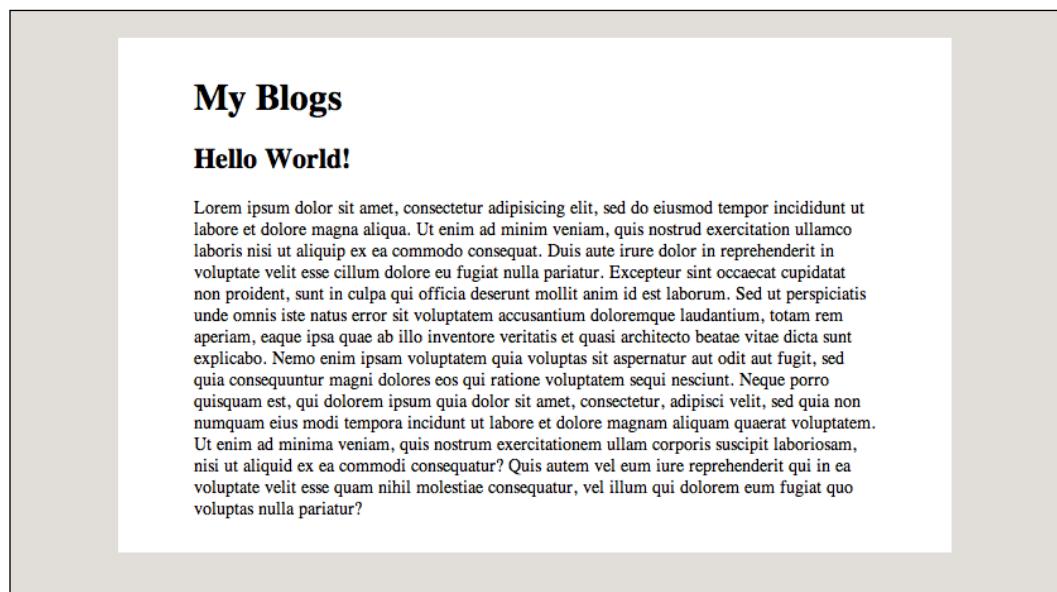 My Blogs
Hello World!
Lorem ipsum dolor sit amet, consectetur adipisicing elit, sed do eiusmod tempor incididunt ut
labore et dolore magna aliqua. Ut enim ad minim veniam, quis nostrud exercitation ullamco
laboris nisi ut aliquip ex ea commodo consequat. Duis aute irure dolor in reprehenderit in
voluptate velit esse cillum dolore eu fugiat nulla pariatur. Excepteur sint occaecat cupidatat
non proident, sunt in culpa qui officia deserunt mollit anim id est laborum. Sed ut perspiciatis
unde omnis iste natus error sit voluptatem accusantium doloremque laudantium, totam rem
aperiam, eaque ipsa quae ab illo inventore veritatis et quasi architecto beatae vitae dicta sunt
explicabo. Nemo enim ipsam voluptatem quia voluptas sit aspernatur aut odit aut fugit, sed
quia consequuntur magni dolores eos qui ratione voluptatem sequi nesciunt. Neque porro
quisquam est, qui dolorem ipsum quia dolor sit amet, consectetur, adipisci velit, sed quia non
numquam eius modi tempora incidunt ut labore et dolore magnam aliquam quaerat voluptatem.
Ut enim ad minima veniam, quis nostrum exercitationem ullam corporis suscipit laboriosam,
nisi ut aliquid ex ea commodi consequatur? Quis autem vel eum iure reprehenderit qui in ea
voluptate velit esse quam nihil molestiae consequatur, vel illum qui dolorem eum fugiat quo
voluptas nulla pariatur?